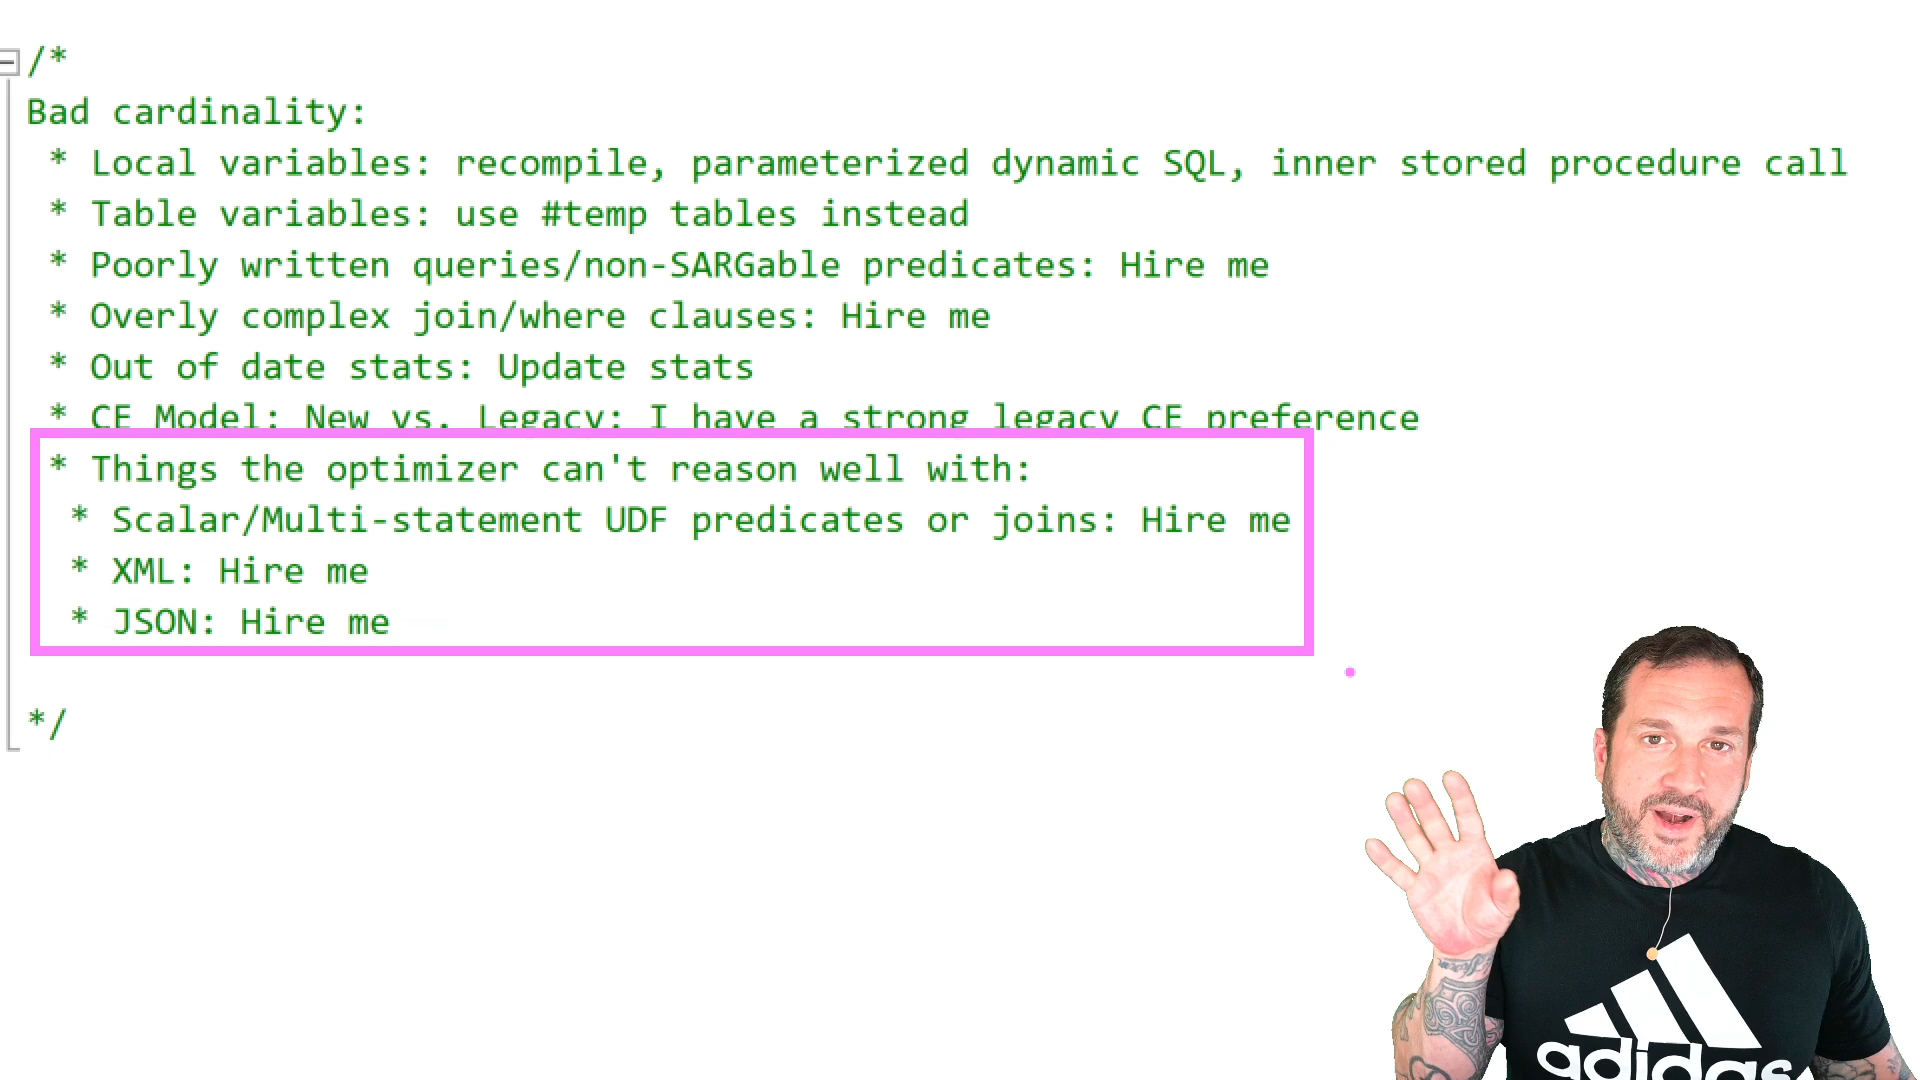 /*
Bad cardinality:
* Local variables: recompile, parameterized dynamic SQL, inner stored procedure call
* Table variables: use #temp tables instead
* Poorly written queries/non-SARGable predicates: Hire me
* Overly complex join/where clauses: Hire me
* Out of date stats: Update stats
* CE Model: New vs. Legacy: I have a strong legacy CE preference
* Things the optimizer can't reason well with:
* Scalar/Multi-statement UDF predicates or joins: Hire me
* XML: Hire me
* JSON: Hire me
*/
adidas